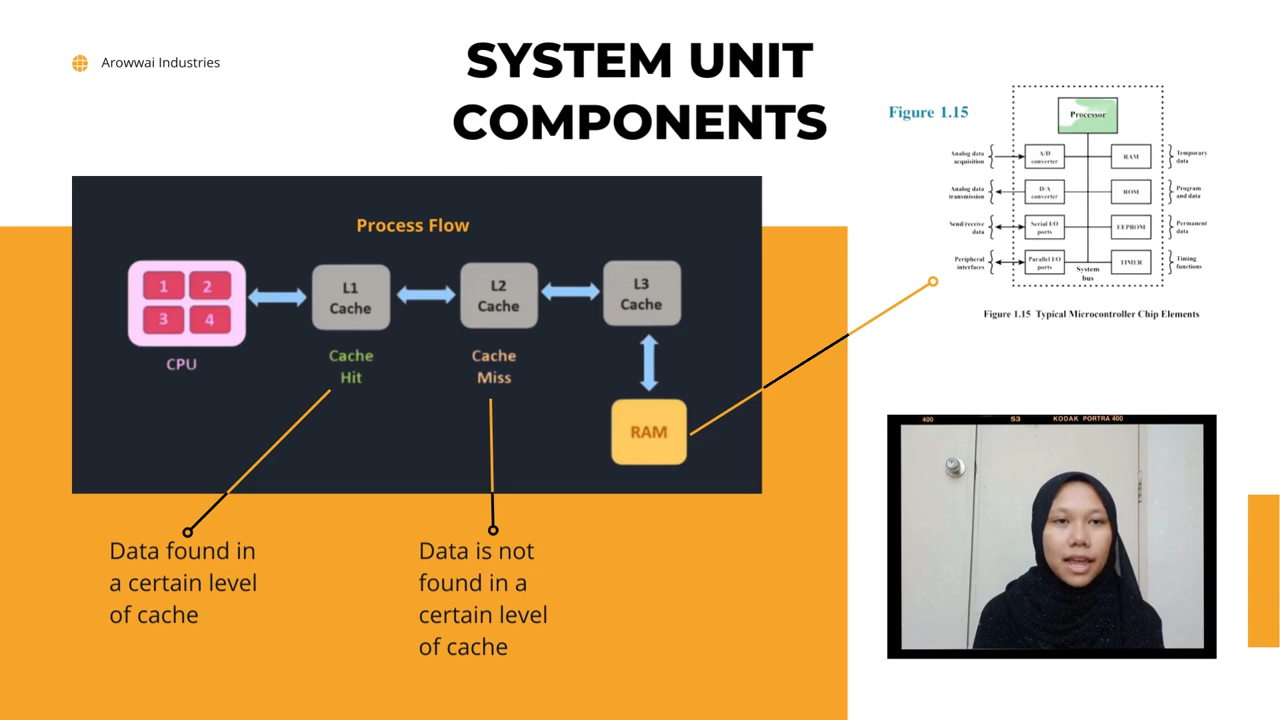 Arowwai Industries
SYSTEM UNIT
COMPONENTS
Process Flow
1
2
3
4
CPU
L1
Cache
L2
Cache
L3
Cache
Cache
Hit
Cache
Miss
RAM
Data found in
a certain level
of cache
Data is not
found in a
certain level
of cache
Figure 1.15
Processor
Analog data
acquisition
A/D
converter
RAM
Temporary
data
Analog data
transmission
D/A
converter
ROM
Program
and data
Send/receive
data
Serial I/O
ports
EEPROM
Permanent
data
Peripheral
interfaces
Parallel I/O
ports
System
bus
TIMER
Timing
functions
Figure 1.15 Typical Microcontroller Chip Elements
400
53
KODAK PORTRA 400